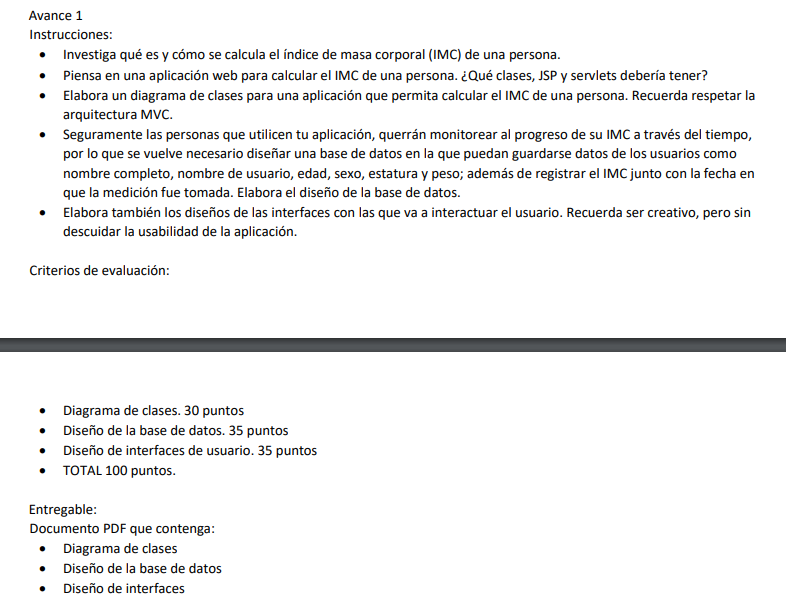 Avance 1
Instrucciones:
• Investiga qué es y cómo se calcula el índice de masa corporal (IMC) de una persona.
• Piensa en una aplicación web para calcular el IMC de una persona. ¿Qué clases, JSP y servlets debería tener?
• Elabora un diagrama de clases para una aplicación que permita calcular el IMC de una persona. Recuerda respetar la
arquitectura MVC.
• Seguramente las personas que utilicen tu aplicación, querrán monitorear al progreso de su IMC a través del tiempo,
por lo que se vuelve necesario diseñar una base de datos en la que puedan guardarse datos de los usuarios como
nombre completo, nombre de usuario, edad, sexo, estatura y peso; además de registrar el IMC junto con la fecha en
que la medición fue tomada. Elabora el diseño de la base de datos.
• Elabora también los diseños de las interfaces con las que va a interactuar el usuario. Recuerda ser creativo, pero sin
descuidar la usabilidad de la aplicación.
Criterios de evaluación:
• Diagrama de clases. 30 puntos
• Diseño de la base de datos. 35 puntos
• Diseño de interfaces de usuario. 35 puntos
• TOTAL 100 puntos.
Entregable:
Documento PDF que contenga:
• Diagrama de clases
• Diseño de la base de datos
• Diseño de interfaces